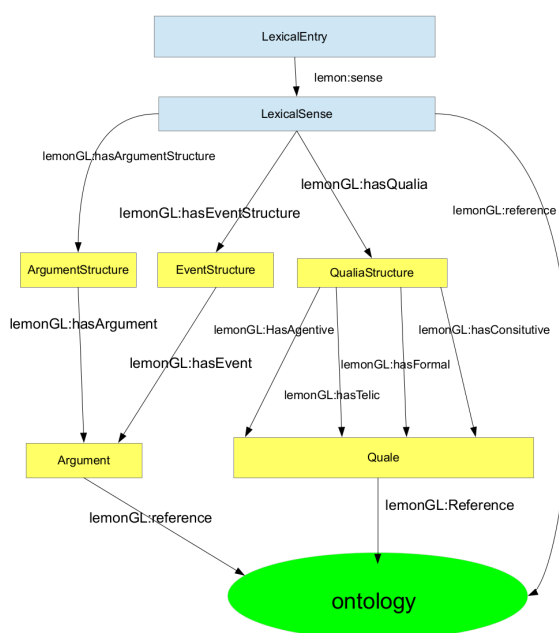 LexicalEntry
lemon:sense
LexicalSense
lemonGL:hasArgumentStructure
lemonGL:hasQualia
lemonGL:hasEventStructure
lemonGL:reference
ArgumentStructure
EventStructure
QualiaStructure
lemonGL:hasArgument
lemonGL:HasAgentive
lemonGL:hasConsitutive
lemonGL:hasEvent
lemonGL:hasFormal
lemonGL:hasTelic
Argument
Quale
lemonGL:reference
lemonGL:Reference
ontology